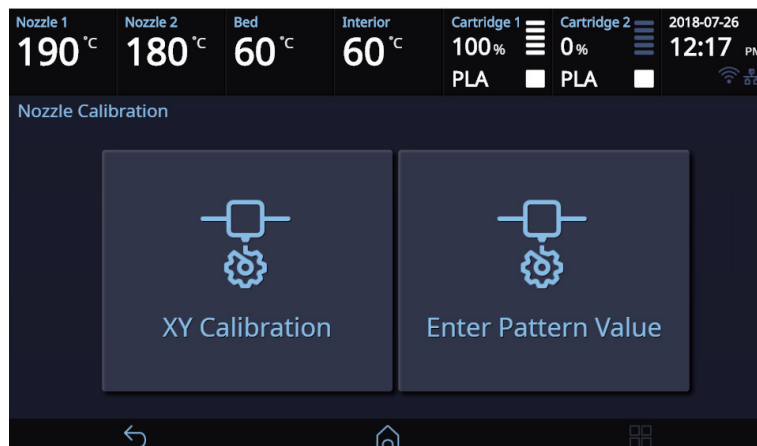 Nozzle 1
190 °C
Nozzle 2
180 °C
Bed
60 °C
Interior
60 °C
Cartridge 1
100 %
PLA
Cartridge 2
0 %
PLA
2018-07-26
12:17 PM
Nozzle Calibration
XY Calibration
Enter Pattern Value